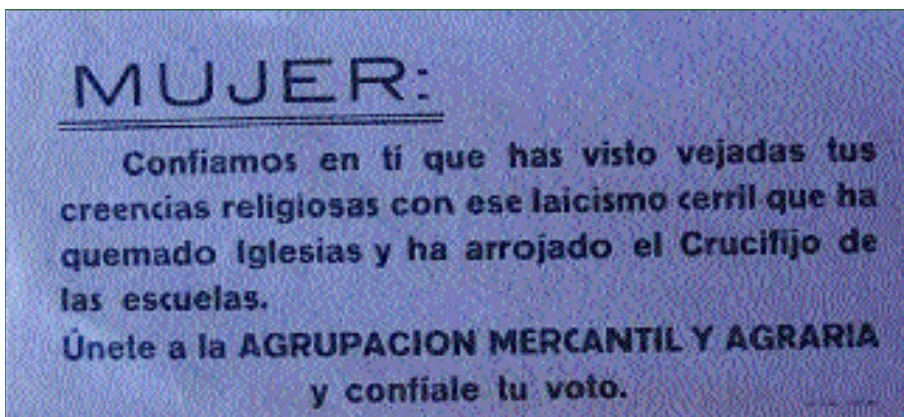 MUJER:
Confiamos en tí que has visto vejadas tus
creencias religiosas con ese laicismo cerril que ha
quemado Iglesias y ha arrojado el Crucifijo de
las escuelas.
Únete a la AGRUPACION MERCANTIL Y AGRARIA
y confíale tu voto.